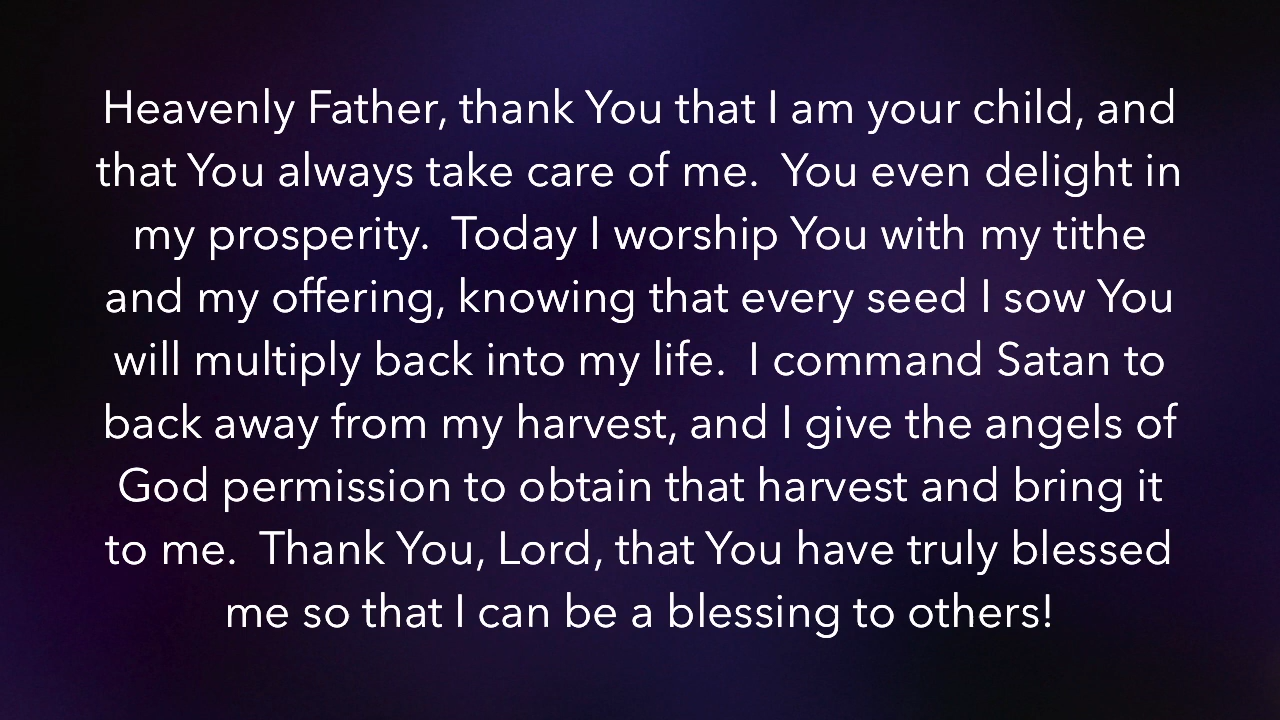 Heavenly Father, thank You that I am your child, and
that You always take care of me.  You even delight in
my prosperity.  Today I worship You with my tithe
and my offering, knowing that every seed I sow You
will multiply back into my life.  I command Satan to
back away from my harvest, and I give the angels of
God permission to obtain that harvest and bring it
to me.  Thank You, Lord, that You have truly blessed
me so that I can be a blessing to others!